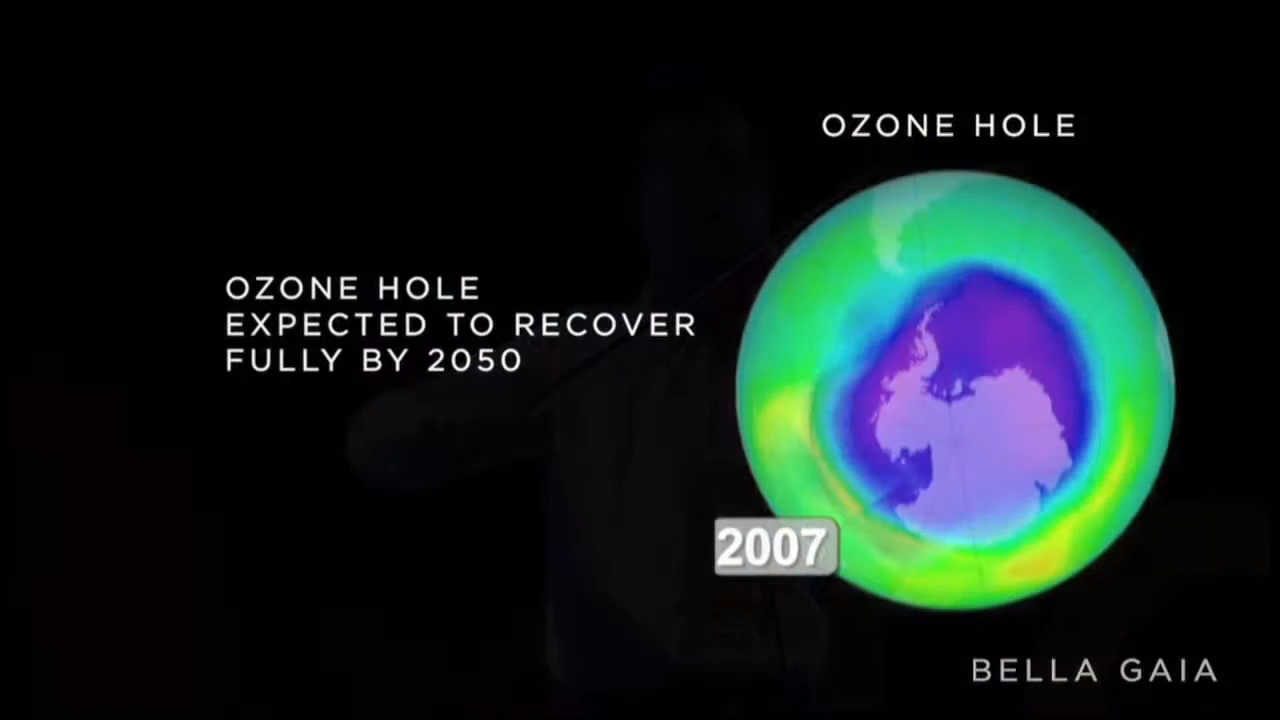 OZONE HOLE
OZONE HOLE
EXPECTED TO RECOVER
FULLY BY 2050
2007
BELLA GAIA